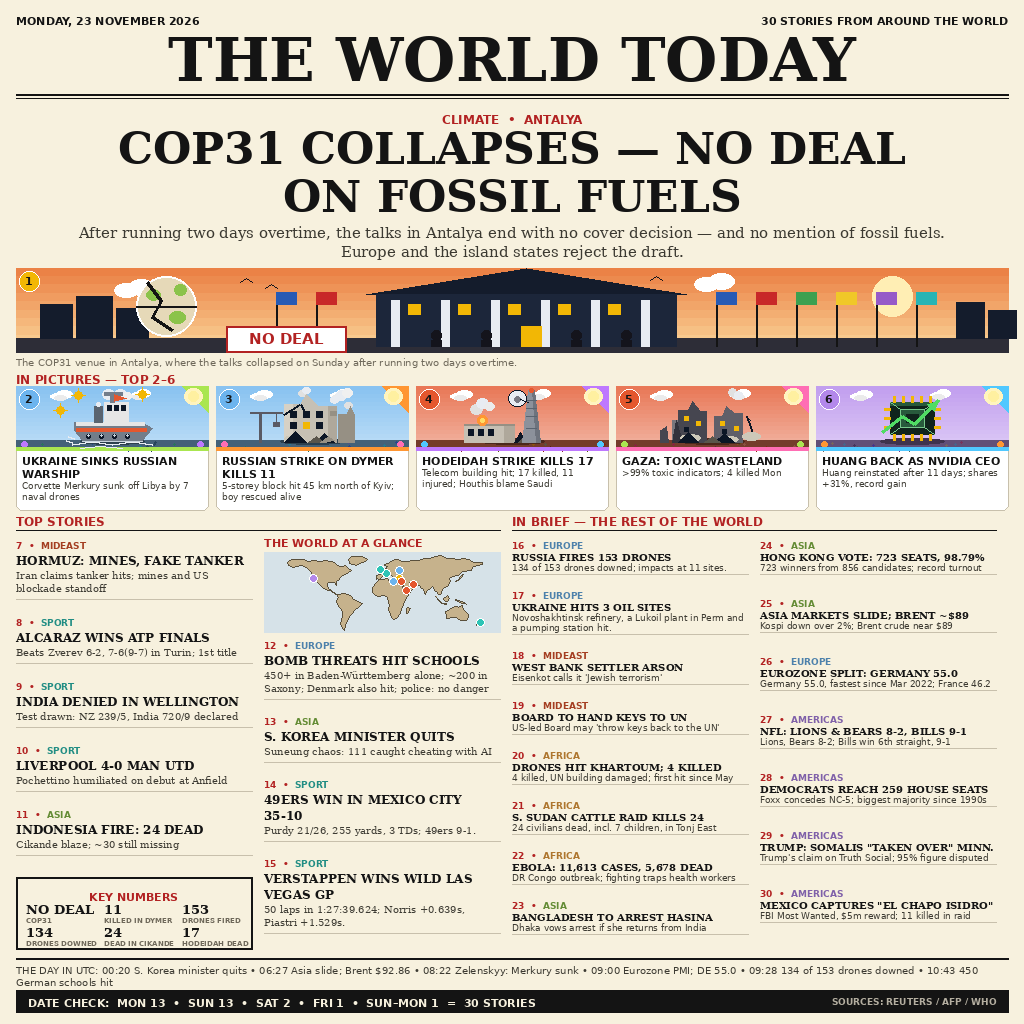 MONDAY, 23 NOVEMBER 2026
30 STORIES FROM AROUND THE WORLD
THE WORLD TODAY
CLIMATE • ANTALYA
COP31 COLLAPSES — NO DEAL
ON FOSSIL FUELS
After running two days overtime, the talks in Antalya end with no cover decision — and no mention of fossil fuels.
Europe and the island states reject the draft.
1
NO DEAL
The COP31 venue in Antalya, where the talks collapsed on Sunday after running two days overtime.
IN PICTURES — TOP 2–6
2
UKRAINE SINKS RUSSIAN
WARSHIP
Corvette Merkury sunk off Libya by 7
naval drones
3
RUSSIAN STRIKE ON DYMER
KILLS 11
5-storey block hit 45 km north of Kyiv;
boy rescued alive
4
HODEIDAH STRIKE KILLS 17
Telecom building hit; 17 killed, 11
injured; Houthis blame Saudi
5
GAZA: TOXIC WASTELAND
>99% toxic indicators; 4 killed Mon
6
HUANG BACK AS NVIDIA CEO
Huang reinstated after 11 days; shares
+31%, record gain
TOP STORIES
7 • MIDEAST
HORMUZ: MINES, FAKE TANKER
Iran claims tanker hits; mines and US
blockade standoff
8 • SPORT
ALCARAZ WINS ATP FINALS
Beats Zverev 6-2, 7-6(9-7) in Turin; 1st title
9 • SPORT
INDIA DENIED IN WELLINGTON
Test drawn: NZ 239/5, India 720/9 declared
10 • SPORT
LIVERPOOL 4-0 MAN UTD
Pochettino humiliated on debut at Anfield
11 • ASIA
INDONESIA FIRE: 24 DEAD
Cikande blaze; ~30 still missing
KEY NUMBERS
NO DEAL 11 153
COP31 KILLED IN DYMER DRONES FIRED
134 24 17
DRONES DOWNED DEAD IN CIKANDE HODEIDAH DEAD
THE WORLD AT A GLANCE
12 • EUROPE
BOMB THREATS HIT SCHOOLS
450+ in Baden-Württemberg alone; ~200 in
Saxony; Denmark also hit; police: no danger
13 • ASIA
S. KOREA MINISTER QUITS
Suneung chaos: 111 caught cheating with AI
14 • SPORT
49ERS WIN IN MEXICO CITY
35-10
Purdy 21/26, 255 yards, 3 TDs; 49ers 9-1.
15 • SPORT
VERSTAPPEN WINS WILD LAS
VEGAS GP
50 laps in 1:27:39.624; Norris +0.639s,
Piastri +1.529s.
IN BRIEF — THE REST OF THE WORLD
16 • EUROPE
RUSSIA FIRES 153 DRONES
134 of 153 drones downed; impacts at 11 sites.
17 • EUROPE
UKRAINE HITS 3 OIL SITES
Novoshakhtinsk refinery, a Lukoil plant in Perm and
a pumping station hit.
18 • MIDEAST
WEST BANK SETTLER ARSON
Eisenkot calls it 'Jewish terrorism'
19 • MIDEAST
BOARD TO HAND KEYS TO UN
US-led Board may 'throw keys back to the UN'
20 • AFRICA
DRONES HIT KHARTOUM; 4 KILLED
4 killed, UN building damaged; first hit since May
21 • AFRICA
S. SUDAN CATTLE RAID KILLS 24
24 civilians dead, incl. 7 children, in Tonj East
22 • AFRICA
EBOLA: 11,613 CASES, 5,678 DEAD
DR Congo outbreak; fighting traps health workers
23 • ASIA
BANGLADESH TO ARREST HASINA
Dhaka vows arrest if she returns from India
24 • ASIA
HONG KONG VOTE: 723 SEATS, 98.79%
723 winners from 856 candidates; record turnout
25 • ASIA
ASIA MARKETS SLIDE; BRENT ~$89
Kospi down over 2%; Brent crude near $89
26 • EUROPE
EUROZONE SPLIT: GERMANY 55.0
Germany 55.0, fastest since Mar 2022; France 46.2
27 • AMERICAS
NFL: LIONS & BEARS 8-2, BILLS 9-1
Lions, Bears 8-2; Bills win 6th straight, 9-1
28 • AMERICAS
DEMOCRATS REACH 259 HOUSE SEATS
Foxx concedes NC-5; biggest majority since 1990s
29 • AMERICAS
TRUMP: SOMALIS "TAKEN OVER" MINN.
Trump's claim on Truth Social; 95% figure disputed
30 • AMERICAS
MEXICO CAPTURES "EL CHAPO ISIDRO"
FBI Most Wanted, $5m reward; 11 killed in raid
THE DAY IN UTC: 00:20 S. Korea minister quits • 06:27 Asia slide; Brent $92.86 • 08:22 Zelenskyy: Merkury sunk • 09:00 Eurozone PMI; DE 55.0 • 09:28 134 of 153 drones downed • 10:43 450
German schools hit
DATE CHECK: MON 13 • SUN 13 • SAT 2 • FRI 1 • SUN–MON 1 = 30 STORIES
SOURCES: REUTERS / AFP / WHO